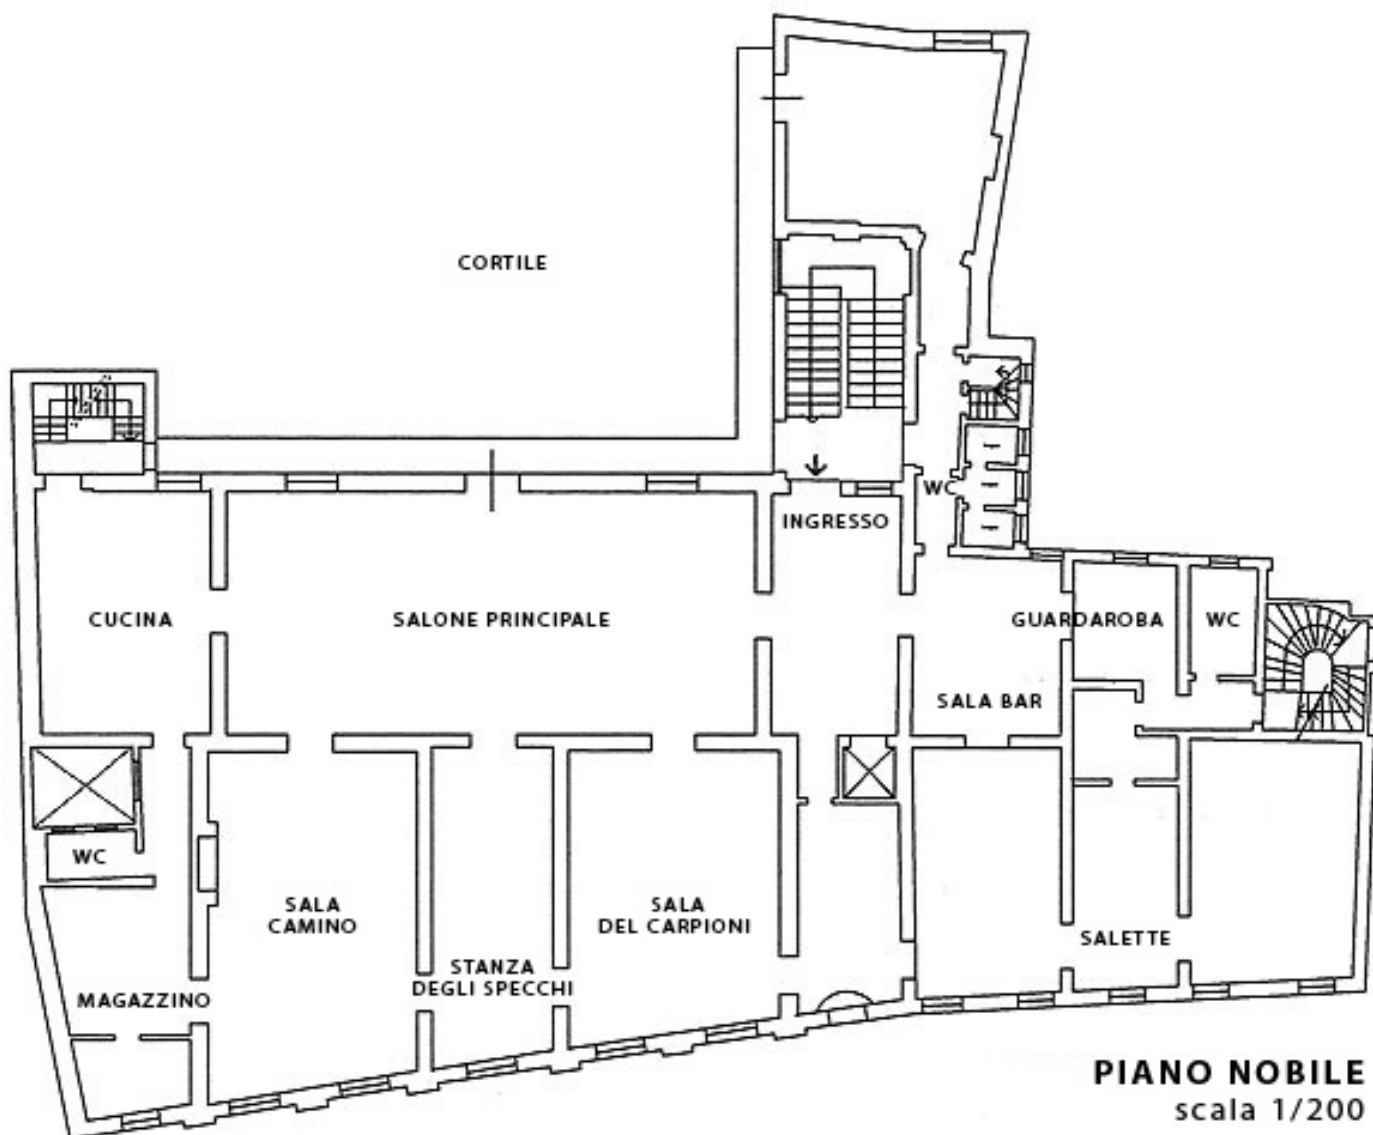 CORTILE
WC
INGRESSO
CUCINA
SALONE PRINCIPALE
GUARDAROBA
WC
SALA BAR
WC
SALA
CAMINO
SALA
DEL CARPIONI
SALETTE
STANZA
DEGLI SPECCHI
MAGAZZINO
PIANO NOBILE
scala 1/200